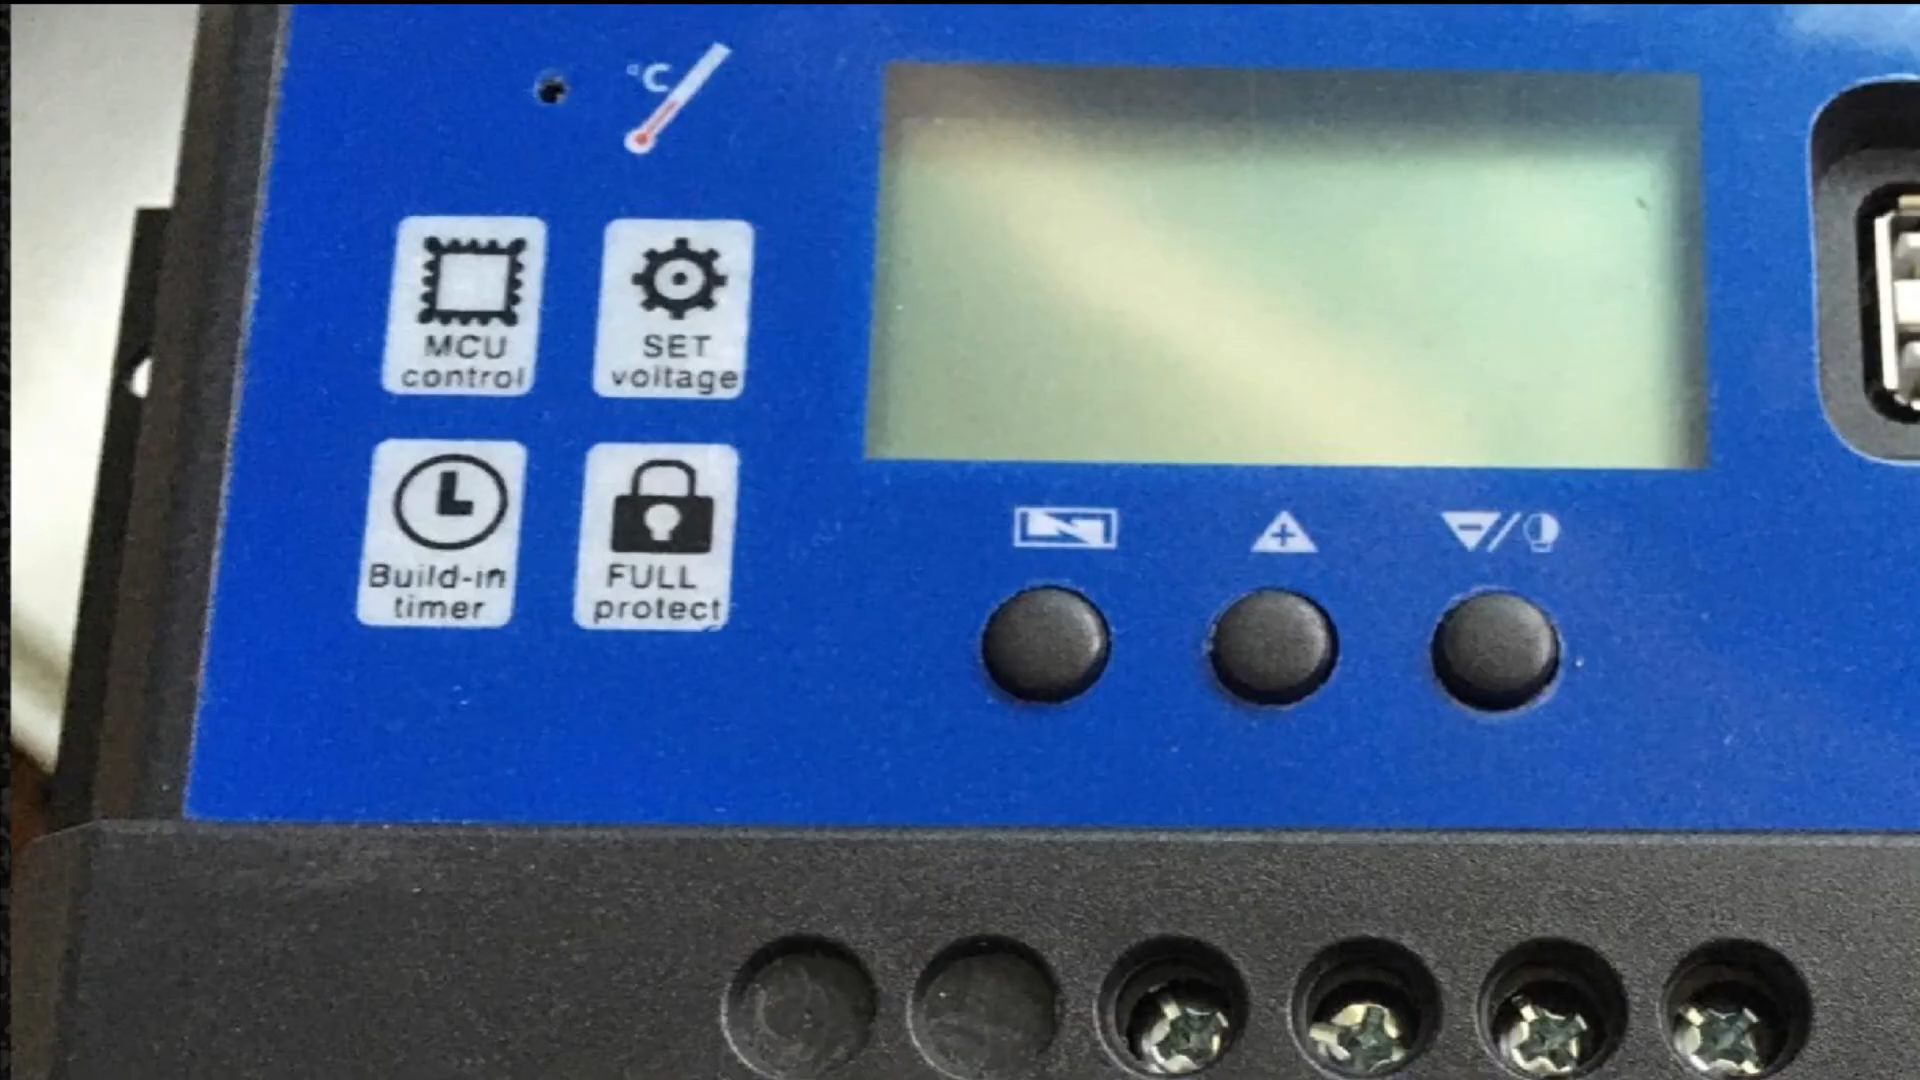 °C
MCU
control
SET
voltage
Build-in
timer
FULL
protect